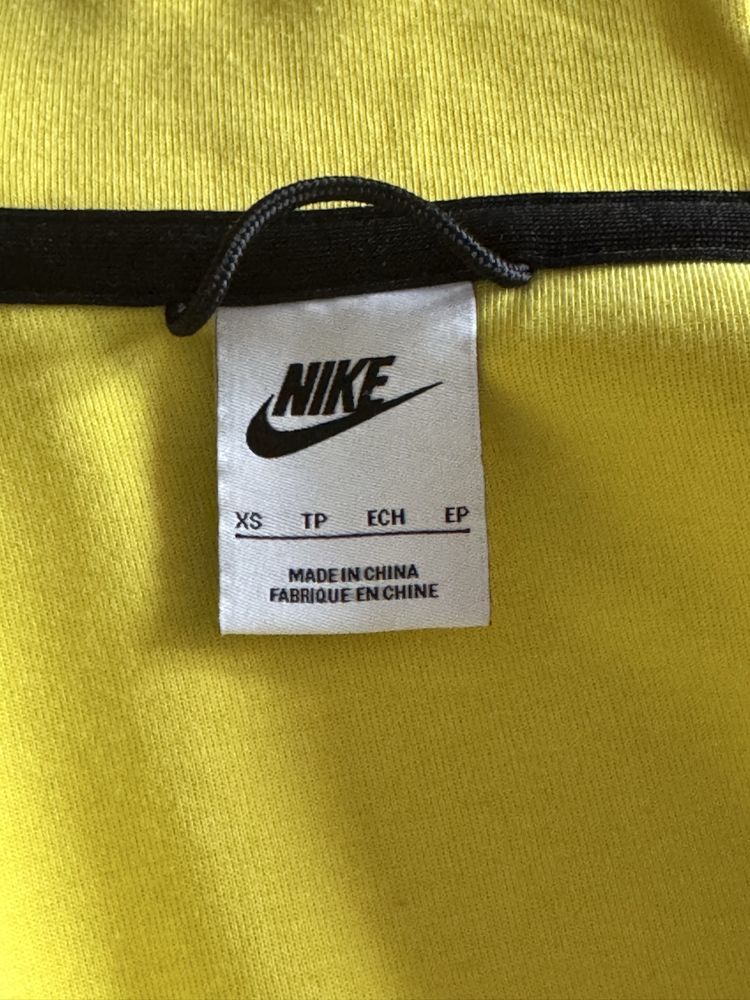 NIKE
XS TP ECH EP
MADE IN CHINA
FABRIQUE EN CHINE